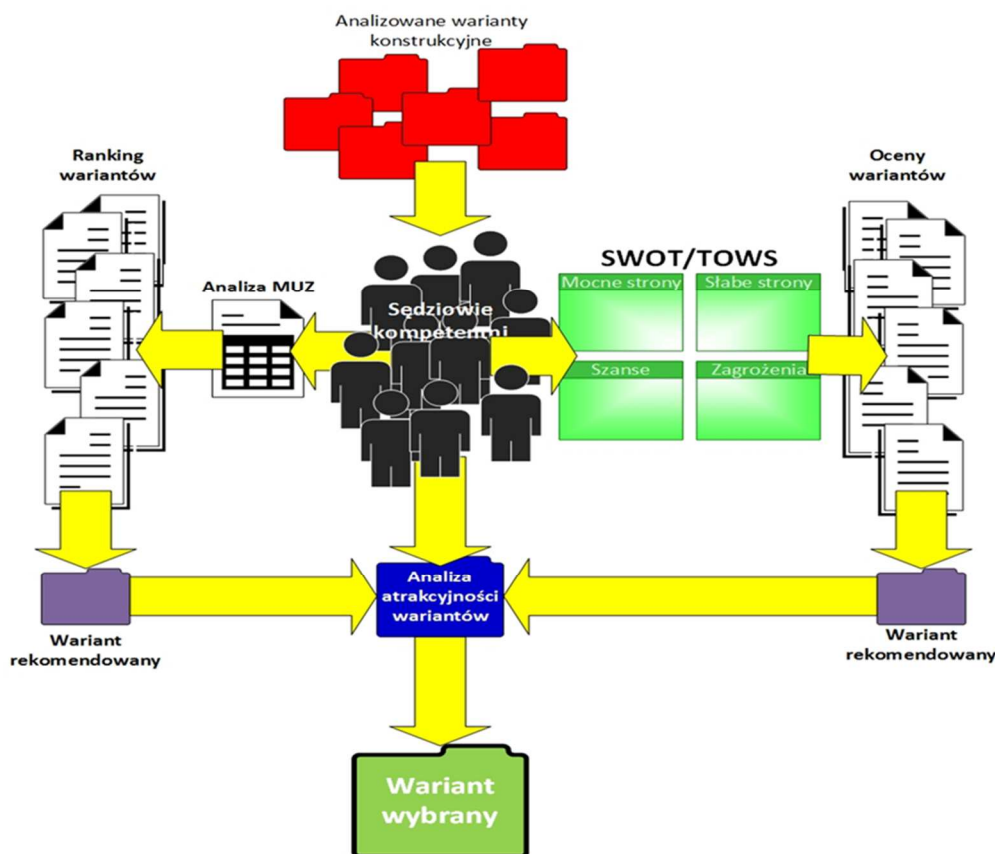 Analizowane warianty
konstrukcyjne
Ranking
wariantów
Oceny
wariantów
Analiza MUZ
Sędziowie
kompetentni
SWOT/TOWS
Mocne strony
Słabe strony
Szanse
Zagrożenia
Analiza
atrakcyjności
wariantów
Wariant
rekomendowany
Wariant
rekomendowany
Wariant
wybrany